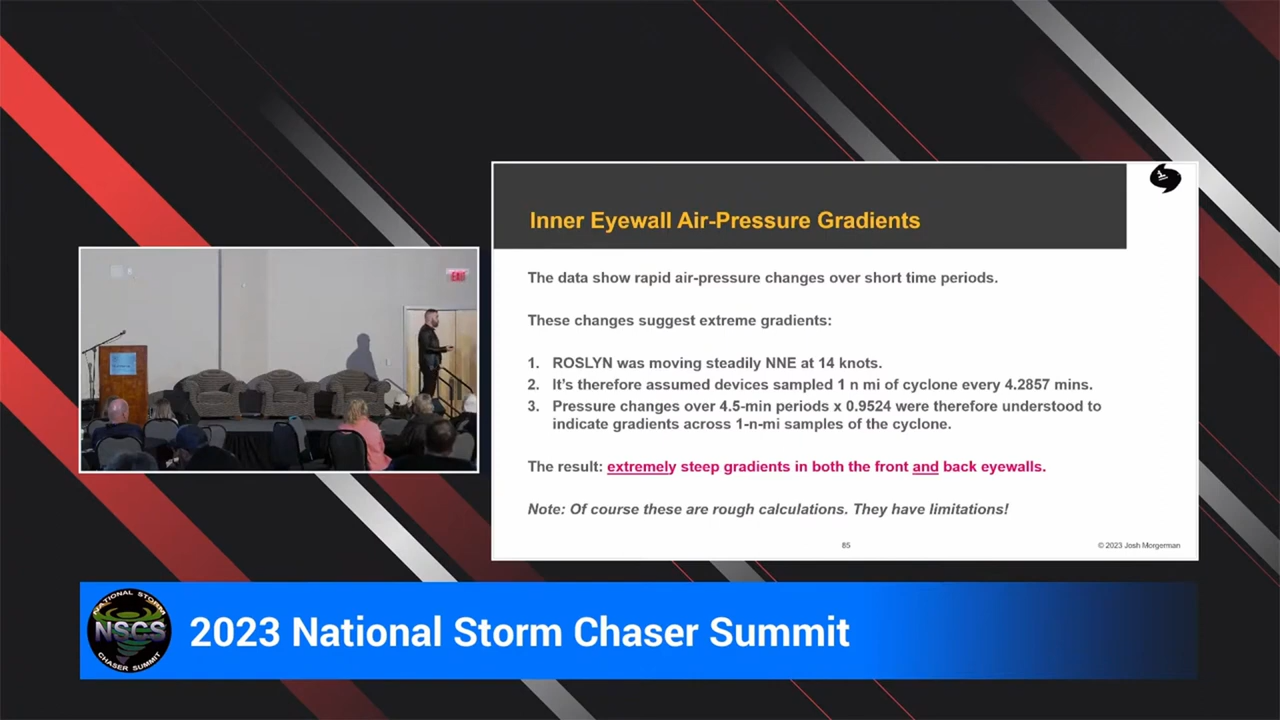 Inner Eyewall Air-Pressure Gradients
The data show rapid air-pressure changes over short time periods.
These changes suggest extreme gradients:
1. ROSLYN was moving steadily NNE at 14 knots.
2. It's therefore assumed devices sampled 1 n mi of cyclone every 4.2857 mins.
3. Pressure changes over 4.5-min periods x 0.9524 were therefore understood to
indicate gradients across 1-n-mi samples of the cyclone.
The result: extremely steep gradients in both the front and back eyewalls.
Note: Of course these are rough calculations. They have limitations!
85
© 2023 Josh Morgerman
NATIONAL STORM
NSCS
CHASER SUMMIT
2023 National Storm Chaser Summit